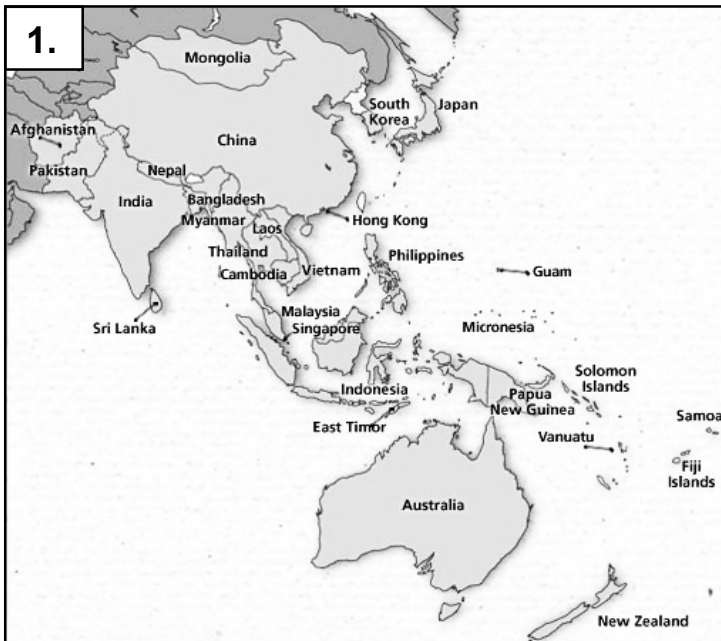 1.
Mongolia
South
Korea
Japan
Afghanistan
China
Pakistan
Nepal
India
Bangladesh
Myanmar
Laos
Hong Kong
Thailand
Philippines
Cambodia
Vietnam
Guam
Sri Lanka
Malaysia
Singapore
Micronesia
Indonesia
Solomon
Islands
Papua
New Guinea
East Timor
Samoa
Vanuatu
Fiji
Islands
Australia
New Zealand